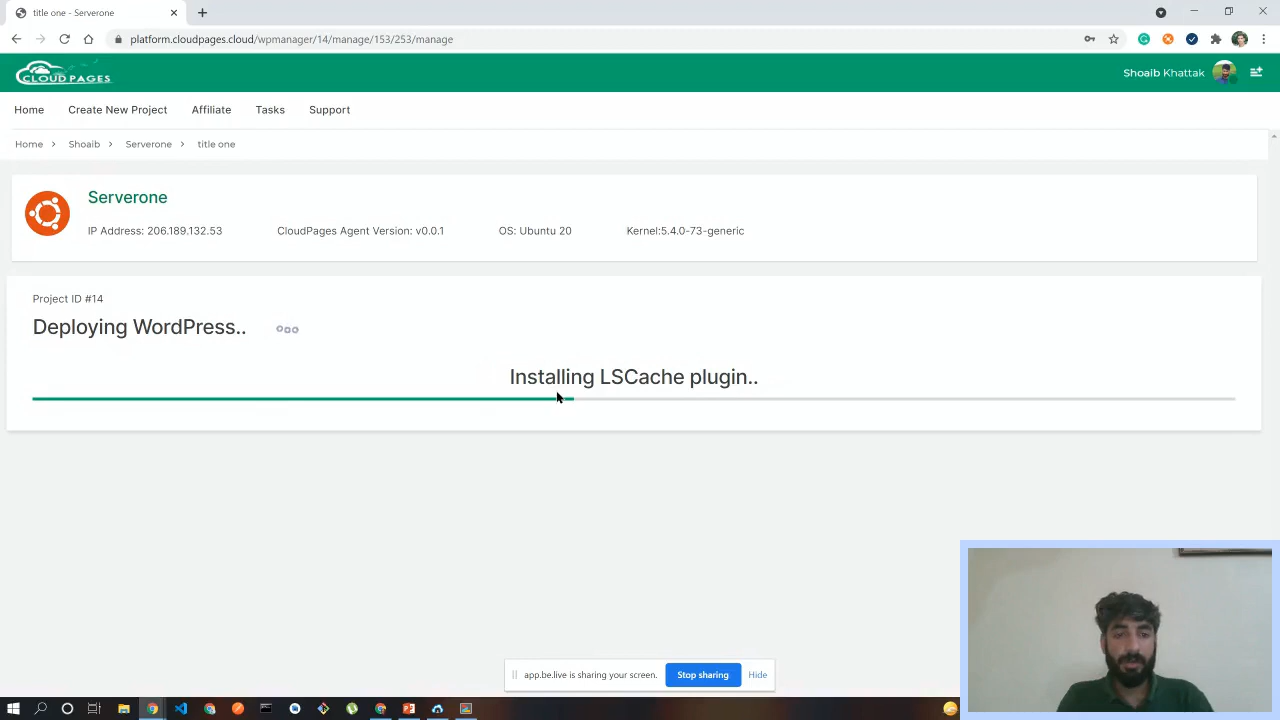 title one - Serverone
platform.cloudpages.cloud/wpmanager/14/manage/153/253/manage
CLOUD PAGES
Shoaib Khattak
Home Create New Project Affiliate Tasks Support
Home > Shoaib > Serverone > title one
Serverone
IP Address: 206.189.132.53 CloudPages Agent Version: v0.0.1 OS: Ubuntu 20 Kernel:5.4.0-73-generic
Project ID #14
Deploying WordPress..
Installing LSCache plugin..
app.be.live is sharing your screen. Stop sharing Hide